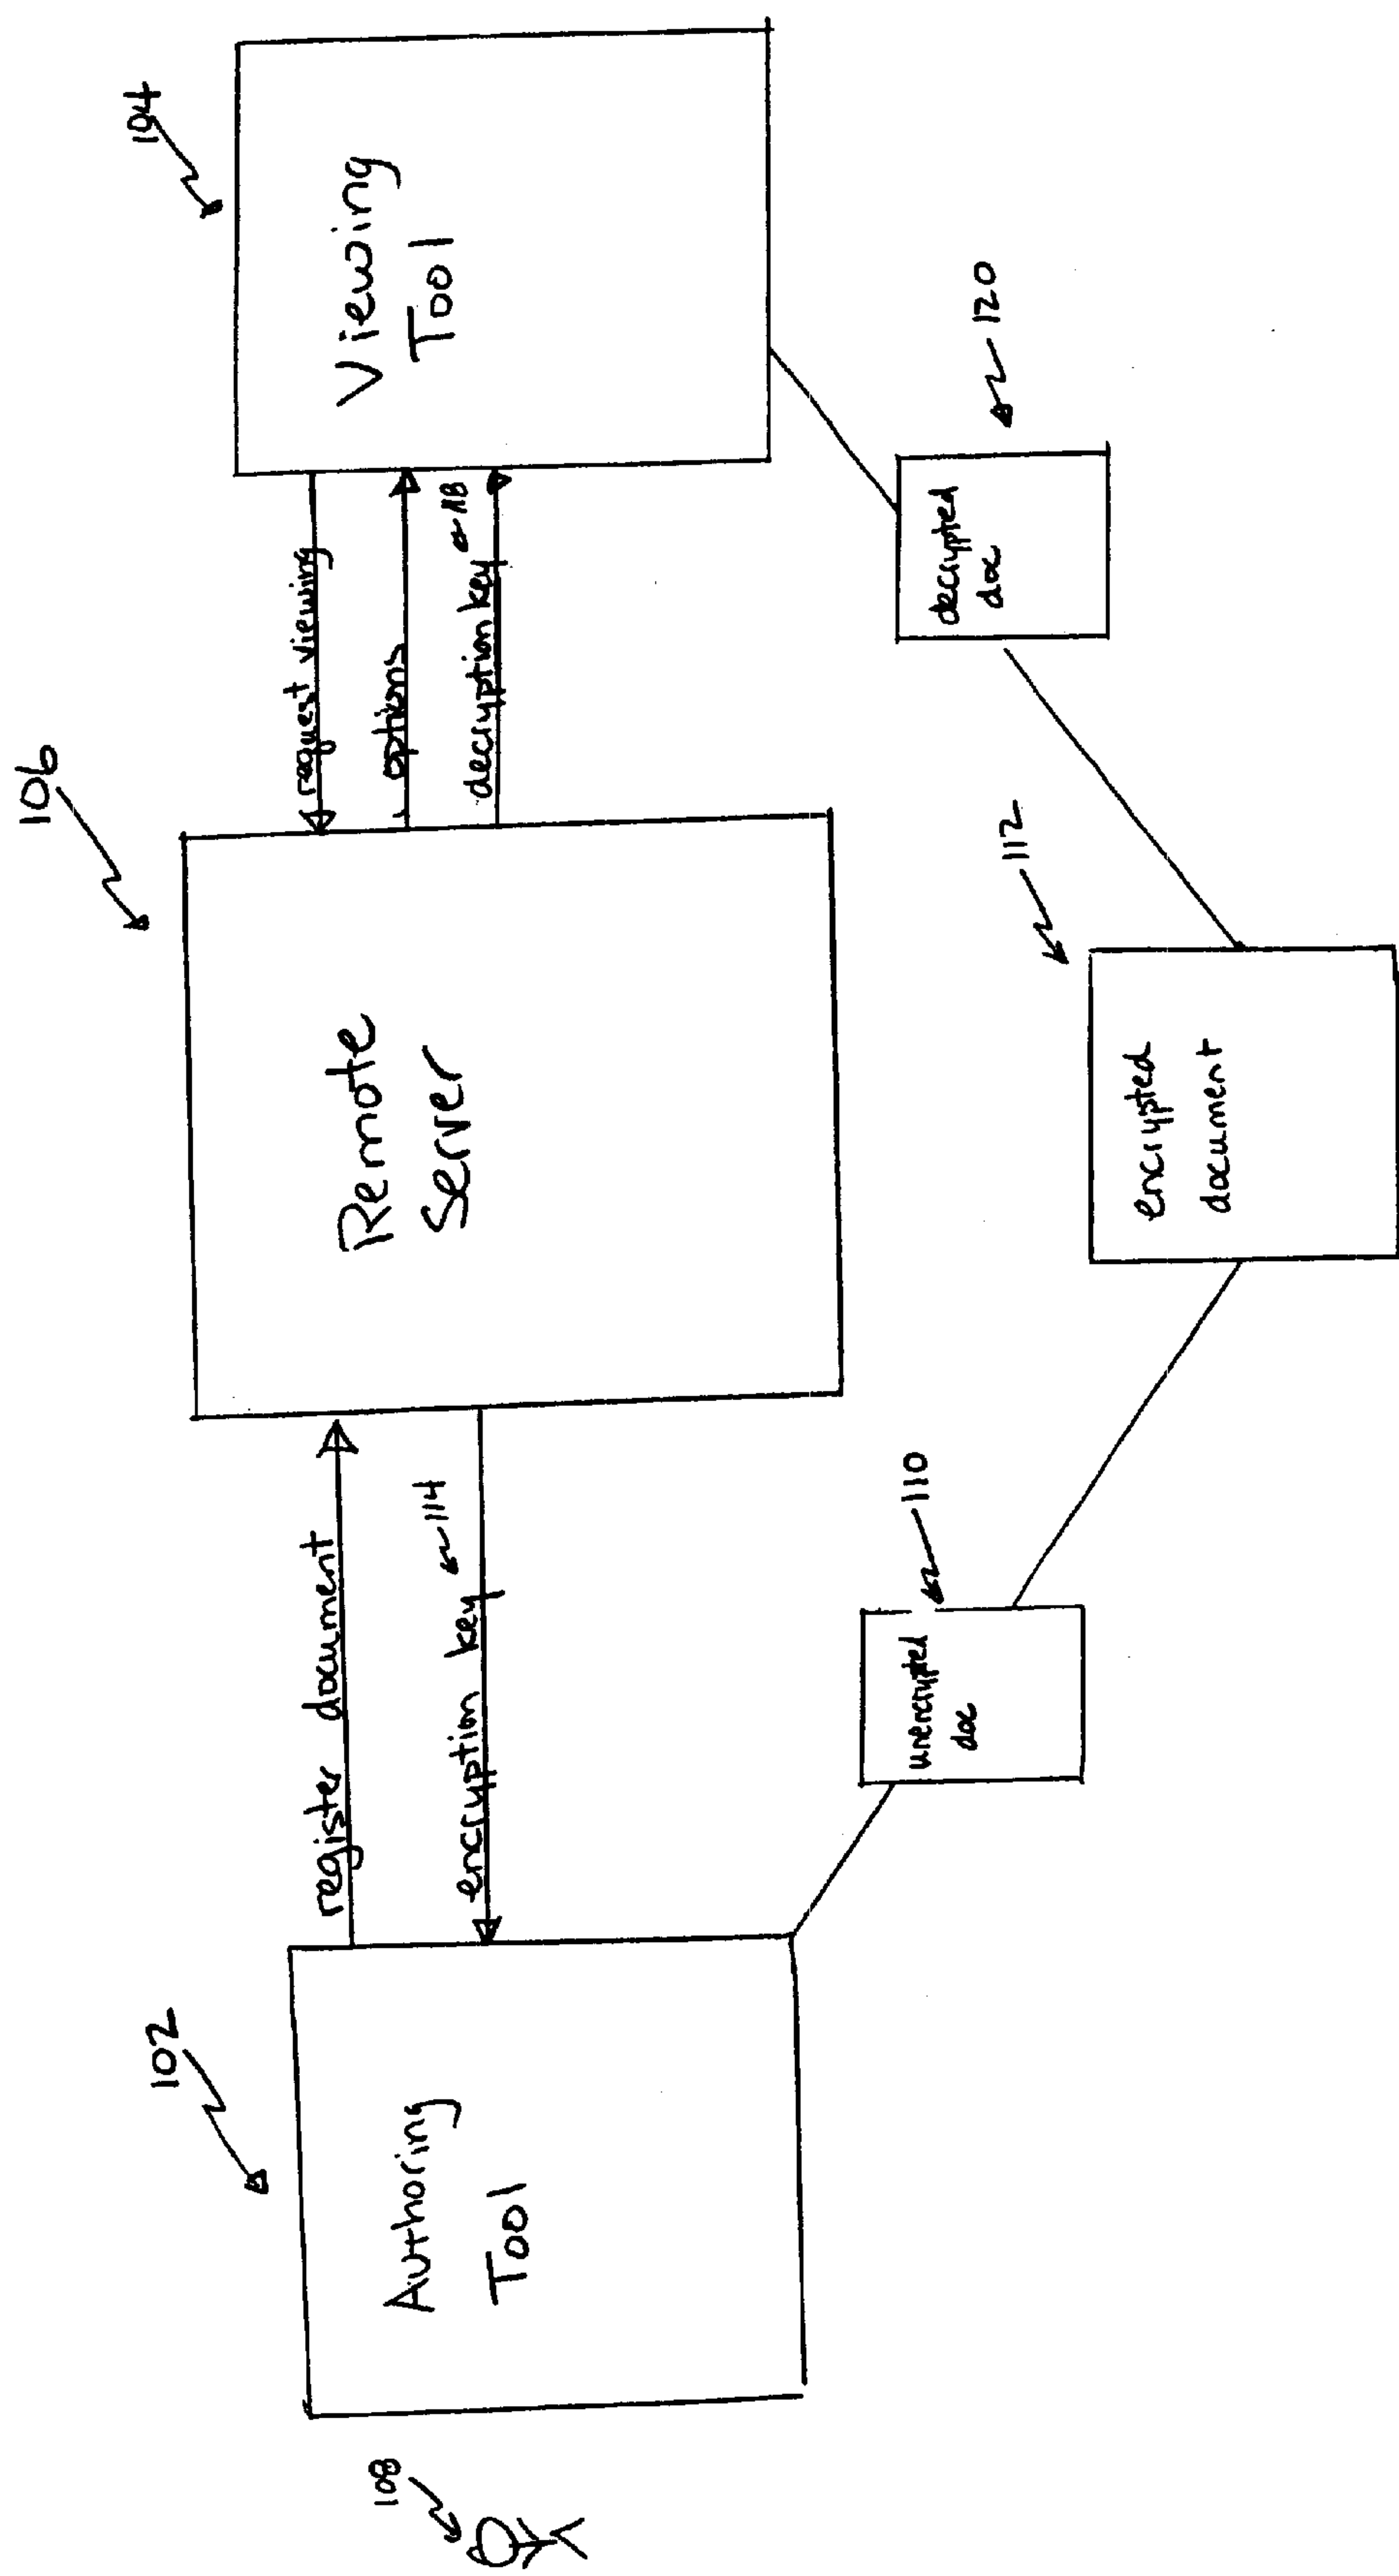 108
102
Authoring
Tool
register document
encryption key
114
106
Remote
Server
request viewing
options
decryption key
118
104
Viewing
Tool
unencrypted
doc
110
encrypted
document
112
decrypted
doc
120